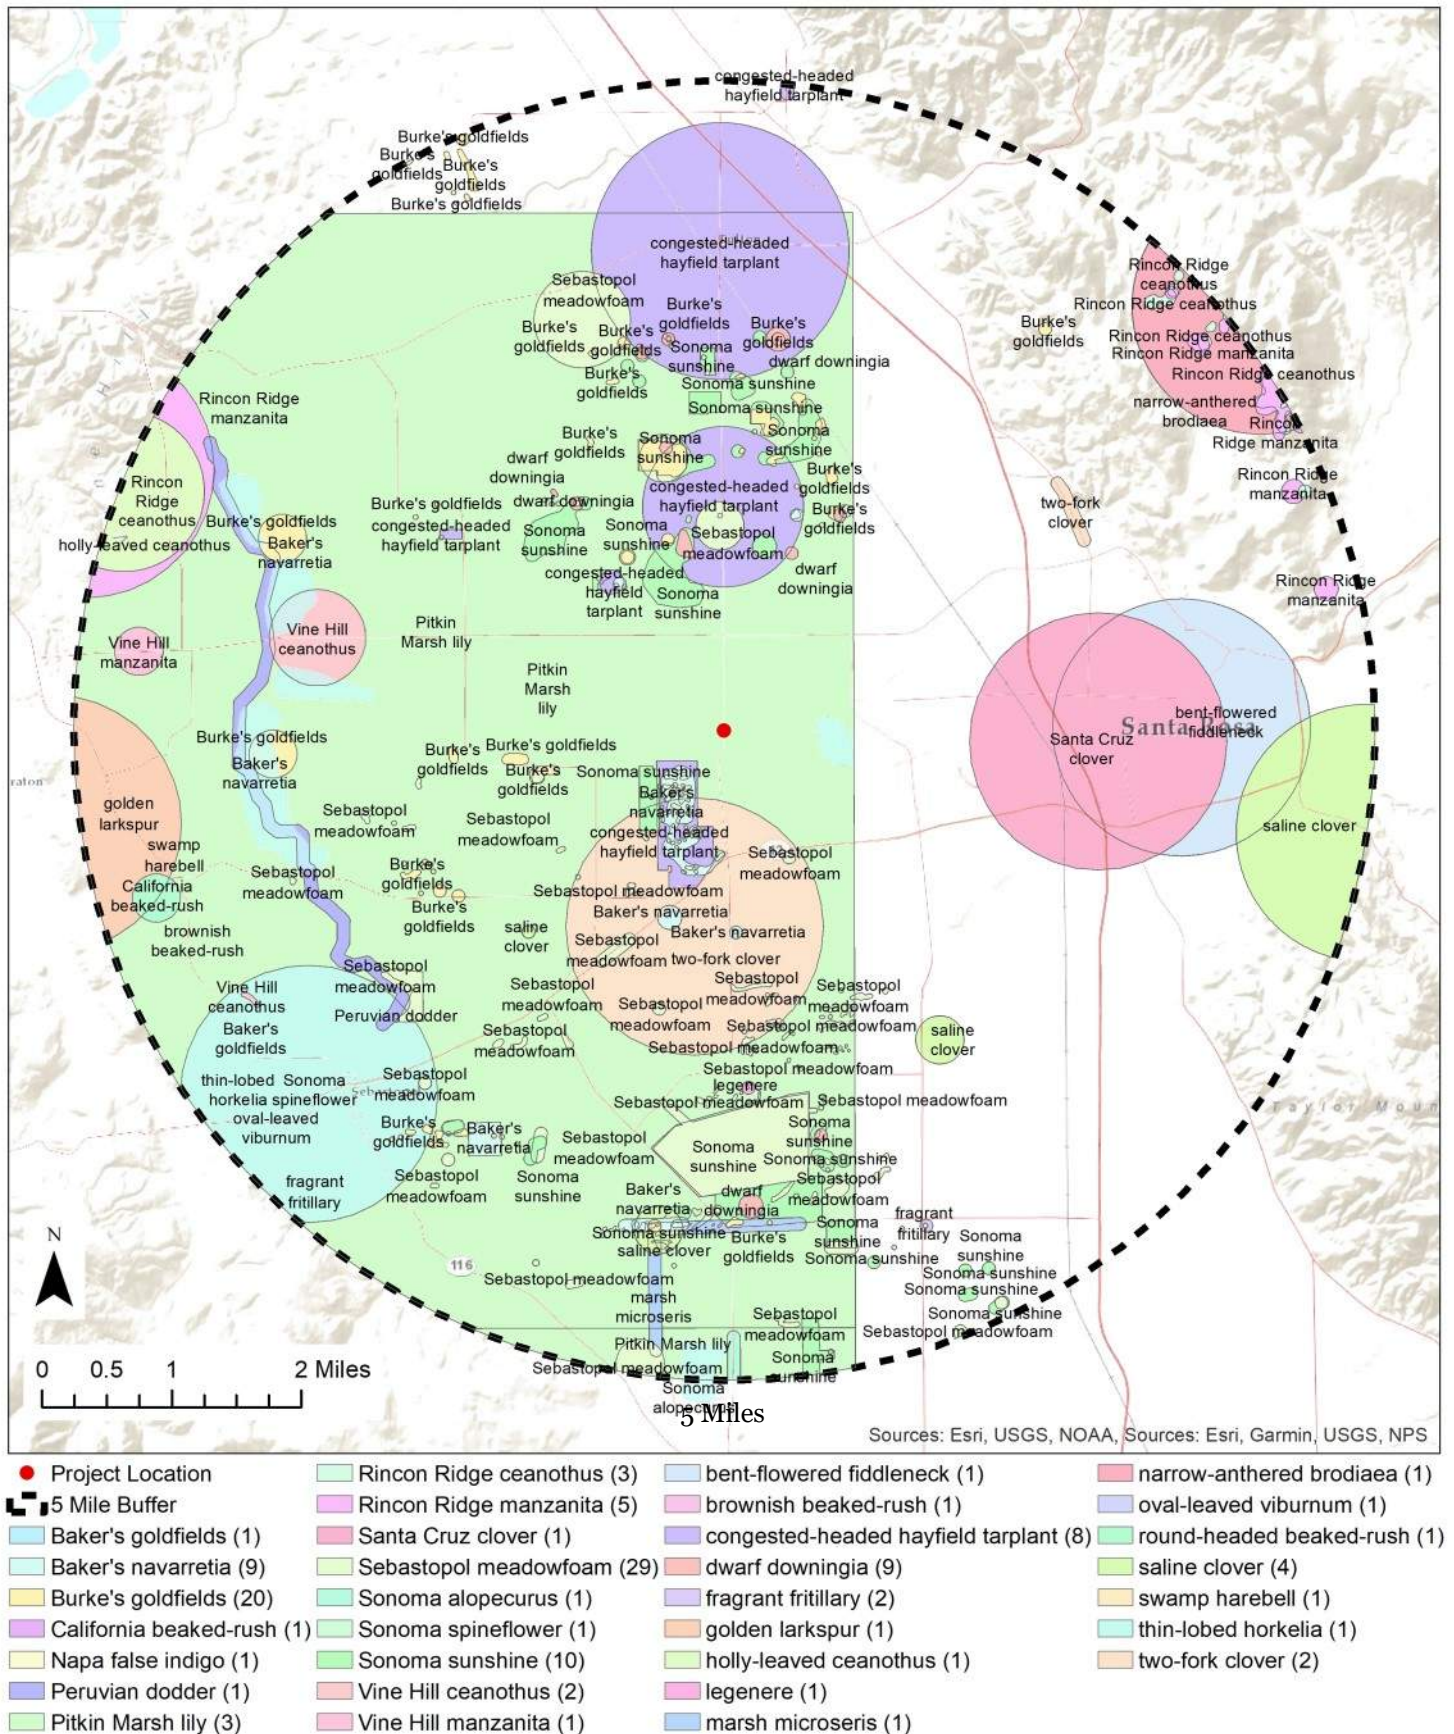 congested-headed
hayfield tarplant
Burke's goldfields
Burke's
goldfields
Burke's
goldfields
Burke's goldfields
congested-headed
hayfield tarplant
Sebastopol
meadowfoam
Burke's
goldfields
Burke's
goldfields
Burke's
goldfields
Burke's
goldfields
Sonoma
sunshine
dwarf downingia
Burke's
goldfields
Sonoma sunshine
Sonoma sunshine
Sonoma
sunshine
Rincon Ridge
ceanothus
Rincon Ridge ceanothus
Burke's
goldfields
Rincon Ridge ceanothus
Rincon Ridge manzanita
Rincon Ridge ceanothus
narrow-anthered
brodiaea
Rincon
Ridge manzanita
Rincon Ridge
manzanita
Rincon Ridge
manzanita
two-fork
clover
Rincon Ridge
manzanita
Rincon
Ridge
ceanothus
holly-leaved ceanothus
Burke's goldfields
Baker's
navarretia
Burke's
goldfields
Sonoma
sunshine
dwarf
downingia
dwarf downingia
Burke's goldfields
congested-headed
hayfield tarplant
Sonoma
sunshine
Sonoma
sunshine
congested-headed
hayfield tarplant
Sebastopol
meadowfoam
Burke's
goldfields
Burke's
goldfields
dwarf
downingia
congested-headed
hayfield
tarplant
Sonoma
sunshine
Vine Hill
manzanita
Vine Hill
ceanothus
Pitkin
Marsh lily
Pitkin
Marsh
lily
Santa Rosa
bent-flowered
fiddleneck
Santa Cruz
clover
saline clover
Burke's goldfields
Baker's
navarretia
Burke's
goldfields
Burke's goldfields
Burke's
goldfields
Sonoma sunshine
Baker's
navarretia
congested-headed
hayfield tarplant
raton
golden
larkspur
swamp
harebell
California
beaked-rush
brownish
beaked-rush
Sebastopol
meadowfoam
Sebastopol
meadowfoam
Sebastopol
meadowfoam
Sebastopol
meadowfoam
Burke's
goldfields
Burke's
goldfields
saline
clover
Sebastopol meadowfoam
Baker's navarretia
Baker's navarretia
Sebastopol
meadowfoam
two-fork clover
Sebastopol
meadowfoam
Sebastopol
meadowfoam
Sebastopol
meadowfoam
Sebastopol
meadowfoam
Sebastopol
meadowfoam
Peruvian dodder
Vine Hill
ceanothus
Baker's
goldfields
Sebastopol
meadowfoam
Sebastopol meadowfoam
Sebastopol meadowfoam
saline
clover
Sebastopol meadowfoam
legenere
Sebastopol meadowfoam
Sebastopol meadowfoam
thin-lobed
horkelia
Sonoma
spineflower
oval-leaved
viburnum
Sebastopol
meadowfoam
Burke's
goldfields
Baker's
navarretia
Sebastopol
meadowfoam
Sonoma
sunshine
Sonoma
sunshine
Sonoma sunshine
Taylor Moun
fragrant
fritillary
Sebastopol
meadowfoam
Sonoma
sunshine
Sebastopol
meadowfoam
Baker's
navarretia
dwarf
downingia
Sonoma sunshine
saline clover
Burke's
goldfields
Sonoma
sunshine
Sonoma sunshine
fragrant
fritillary
Sonoma
sunshine
Sonoma sunshine
Sonoma sunshine
Sonoma sunshine
Sebastopol meadowfoam
116
Sebastopol meadowfoam
marsh
microseris
Sebastopol
meadowfoam
Pitkin Marsh lily
Sebastopol meadowfoam
Sonoma
sunshine
Sonoma
alopecurus
5 Miles
N
0 0.5 1 2 Miles
Sources: Esri, USGS, NOAA, Sources: Esri, Garmin, USGS, NPS
Project Location
5 Mile Buffer
Baker's goldfields (1)
Baker's navarretia (9)
Burke's goldfields (20)
California beaked-rush (1)
Napa false indigo (1)
Peruvian dodder (1)
Pitkin Marsh lily (3)
Rincon Ridge ceanothus (3)
Rincon Ridge manzanita (5)
Santa Cruz clover (1)
Sebastopol meadowfoam (29)
Sonoma alopecurus (1)
Sonoma spineflower (1)
Sonoma sunshine (10)
Vine Hill ceanothus (2)
Vine Hill manzanita (1)
bent-flowered fiddleneck (1)
brownish beaked-rush (1)
congested-headed hayfield tarplant (8)
dwarf downingia (9)
fragrant fritillary (2)
golden larkspur (1)
holly-leaved ceanothus (1)
legenere (1)
marsh microseris (1)
narrow-anthered brodiaea (1)
oval-leaved viburnum (1)
round-headed beaked-rush (1)
saline clover (4)
swamp harebell (1)
thin-lobed horkelia (1)
two-fork clover (2)